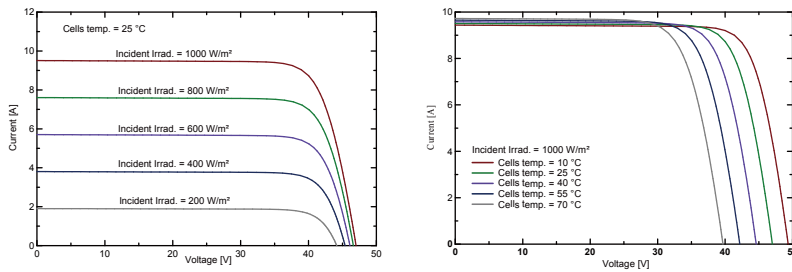 12
10
8
6
4
2
0
0
10
20
30
40
50
Current [A]
Voltage [V]
Cells temp. = 25 °C
Incident Irrad. = 1000 W/m²
Incident Irrad. = 800 W/m²
Incident Irrad. = 600 W/m²
Incident Irrad. = 400 W/m²
Incident Irrad. = 200 W/m²
10
8
6
4
2
0
0
10
20
30
40
50
Current [A]
Voltage [V]
Incident Irrad. = 1000 W/m²
Cells temp. = 10 °C
Cells temp. = 25 °C
Cells temp. = 40 °C
Cells temp. = 55 °C
Cells temp. = 70 °C